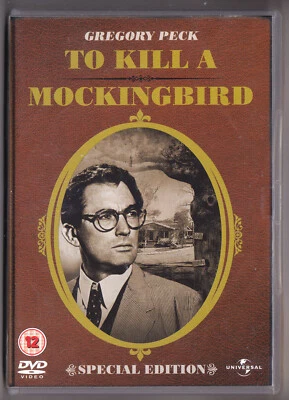 GREGORY PECK
TO KILL A
MOCKINGBIRD
12
DVD
VIDEO
SPECIAL EDITION
UNIVERSAL